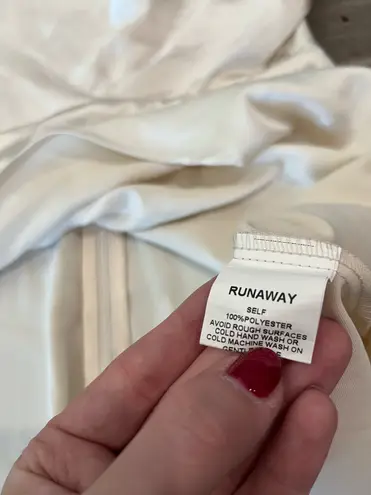 RUNAWAY
SELF
100%POLYESTER
AVOID ROUGH SURFACES
COLD HAND WASH OR
COLD MACHINE WASH ON